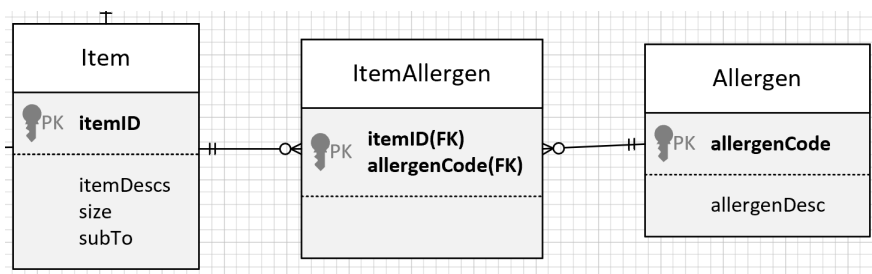 Item
PK itemID
itemDescs
size
subTo
ItemAllergen
PK
itemID(FK)
allergenCode(FK)
Allergen
PK allergenCode
allergenDesc